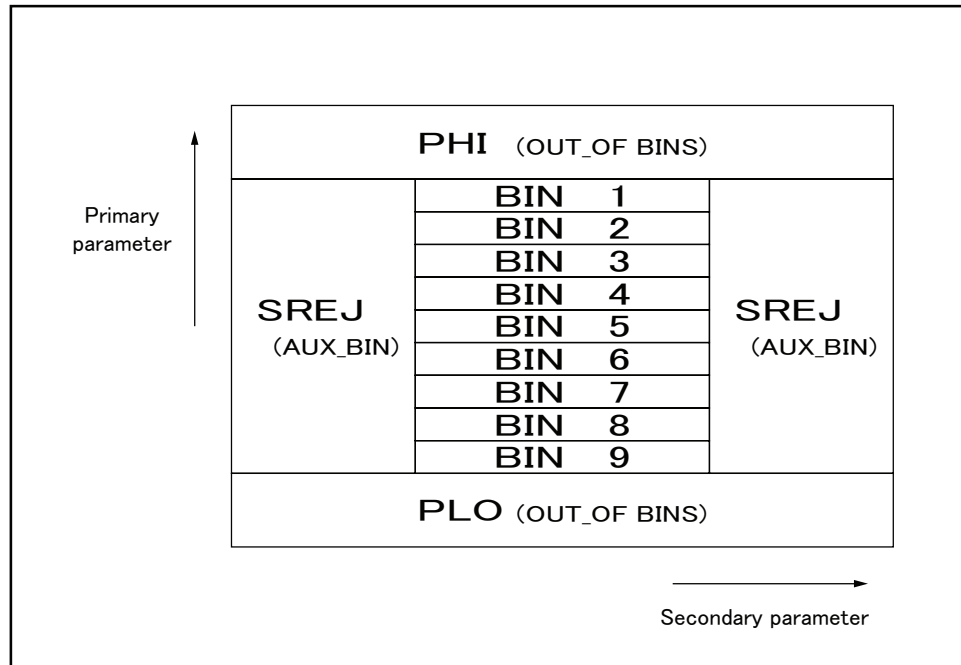 PHI (OUT_OF BINS)
Primary
parameter
BIN 1
BIN 2
BIN 3
BIN 4
BIN 5
BIN 6
BIN 7
BIN 8
BIN 9
SREJ
(AUX_BIN)
SREJ
(AUX_BIN)
PLO (OUT_OF BINS)
Secondary parameter